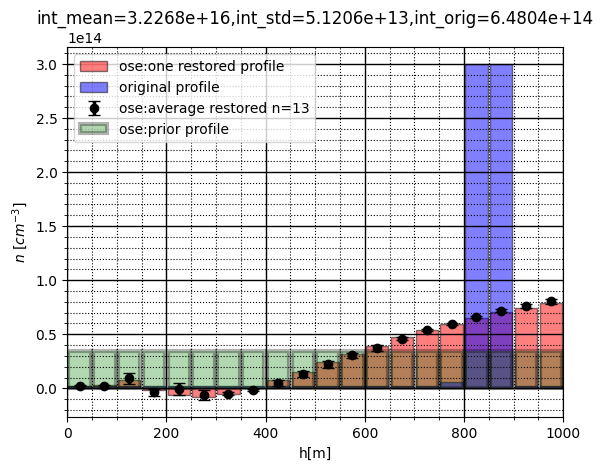 int_mean=3.2268e+16,int_std=5.1206e+13,int_orig=6.4804e+14
1e14
ose:one restored profile
original profile
ose:average restored n=13
ose:prior profile
3.0
2.5
2.0
1.5
1.0
0.5
0.0
n [cm⁻³]
0 200 400 600 800 1000
h[m]